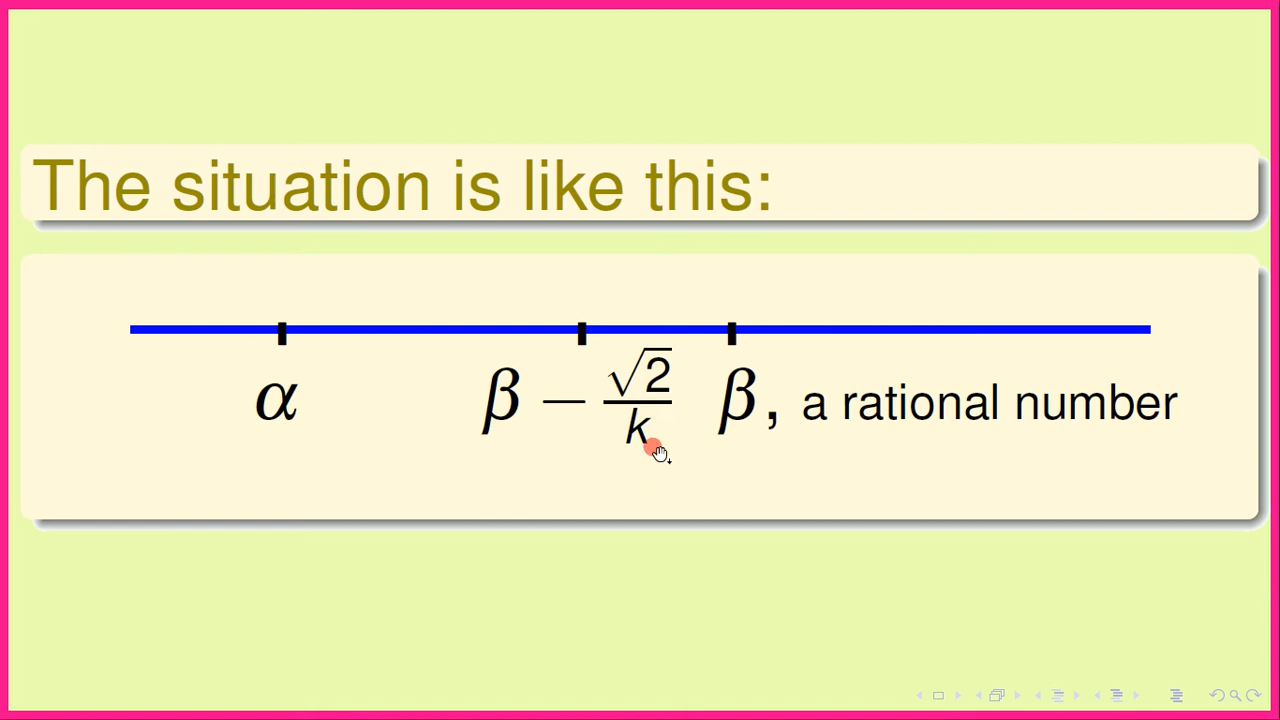 The situation is like this:
α β − √2/k β, a rational number